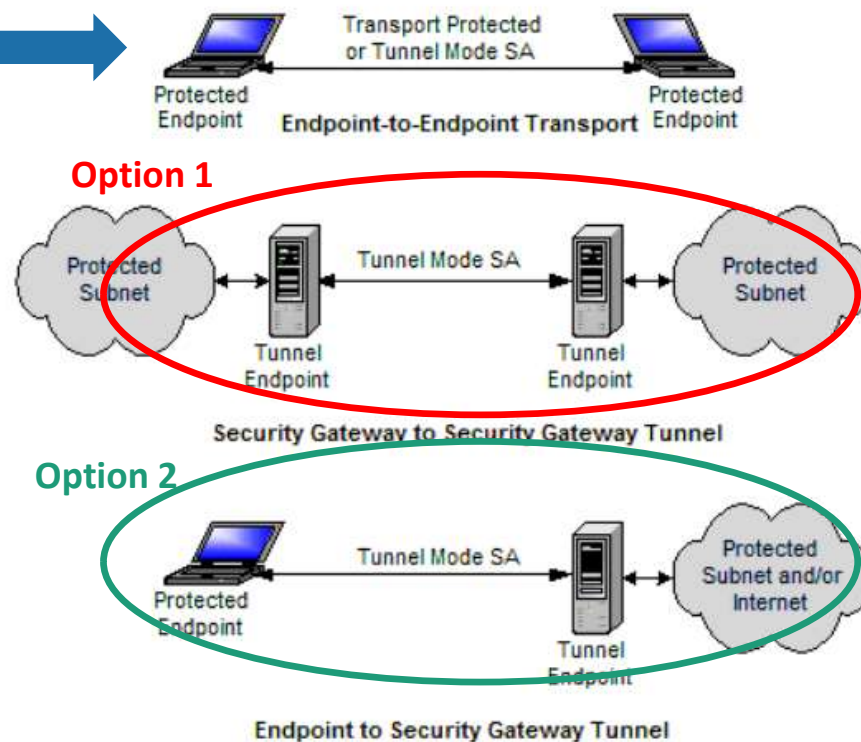 Transport Protected
or Tunnel Mode SA
Protected
Endpoint
Protected
Endpoint
Endpoint-to-Endpoint Transport
Option 1
Protected
Subnet
Tunnel Mode SA
Protected
Subnet
Tunnel
Endpoint
Tunnel
Endpoint
Security Gateway to Security Gateway Tunnel
Option 2
Tunnel Mode SA
Protected
Subnet and/or
Internet
Protected
Endpoint
Tunnel
Endpoint
Endpoint to Security Gateway Tunnel